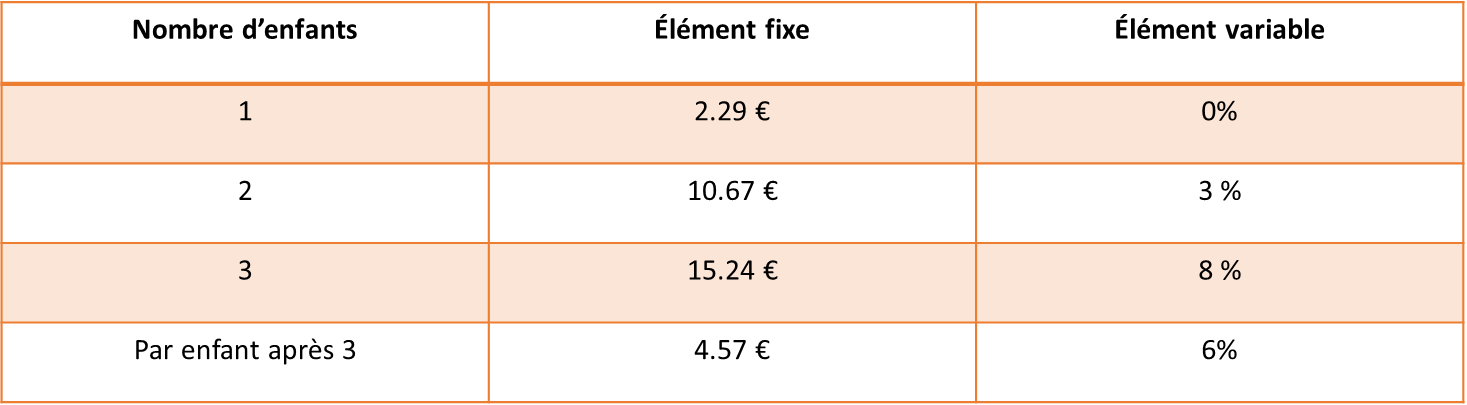 Nombre d’enfants Élément fixe Élément variable
1 2.29 € 0%
2 10.67 € 3 %
3 15.24 € 8 %
Par enfant après 3 4.57 € 6%